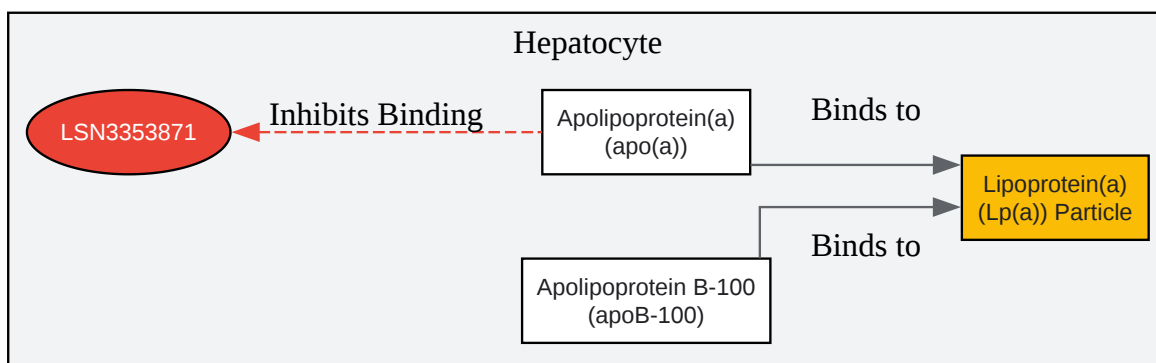 Hepatocyte
LSN3353871
Inhibits Binding
Apolipoprotein(a)
(apo(a))
Binds to
Lipoprotein(a)
(Lp(a)) Particle
Binds to
Apolipoprotein B-100
(apoB-100)